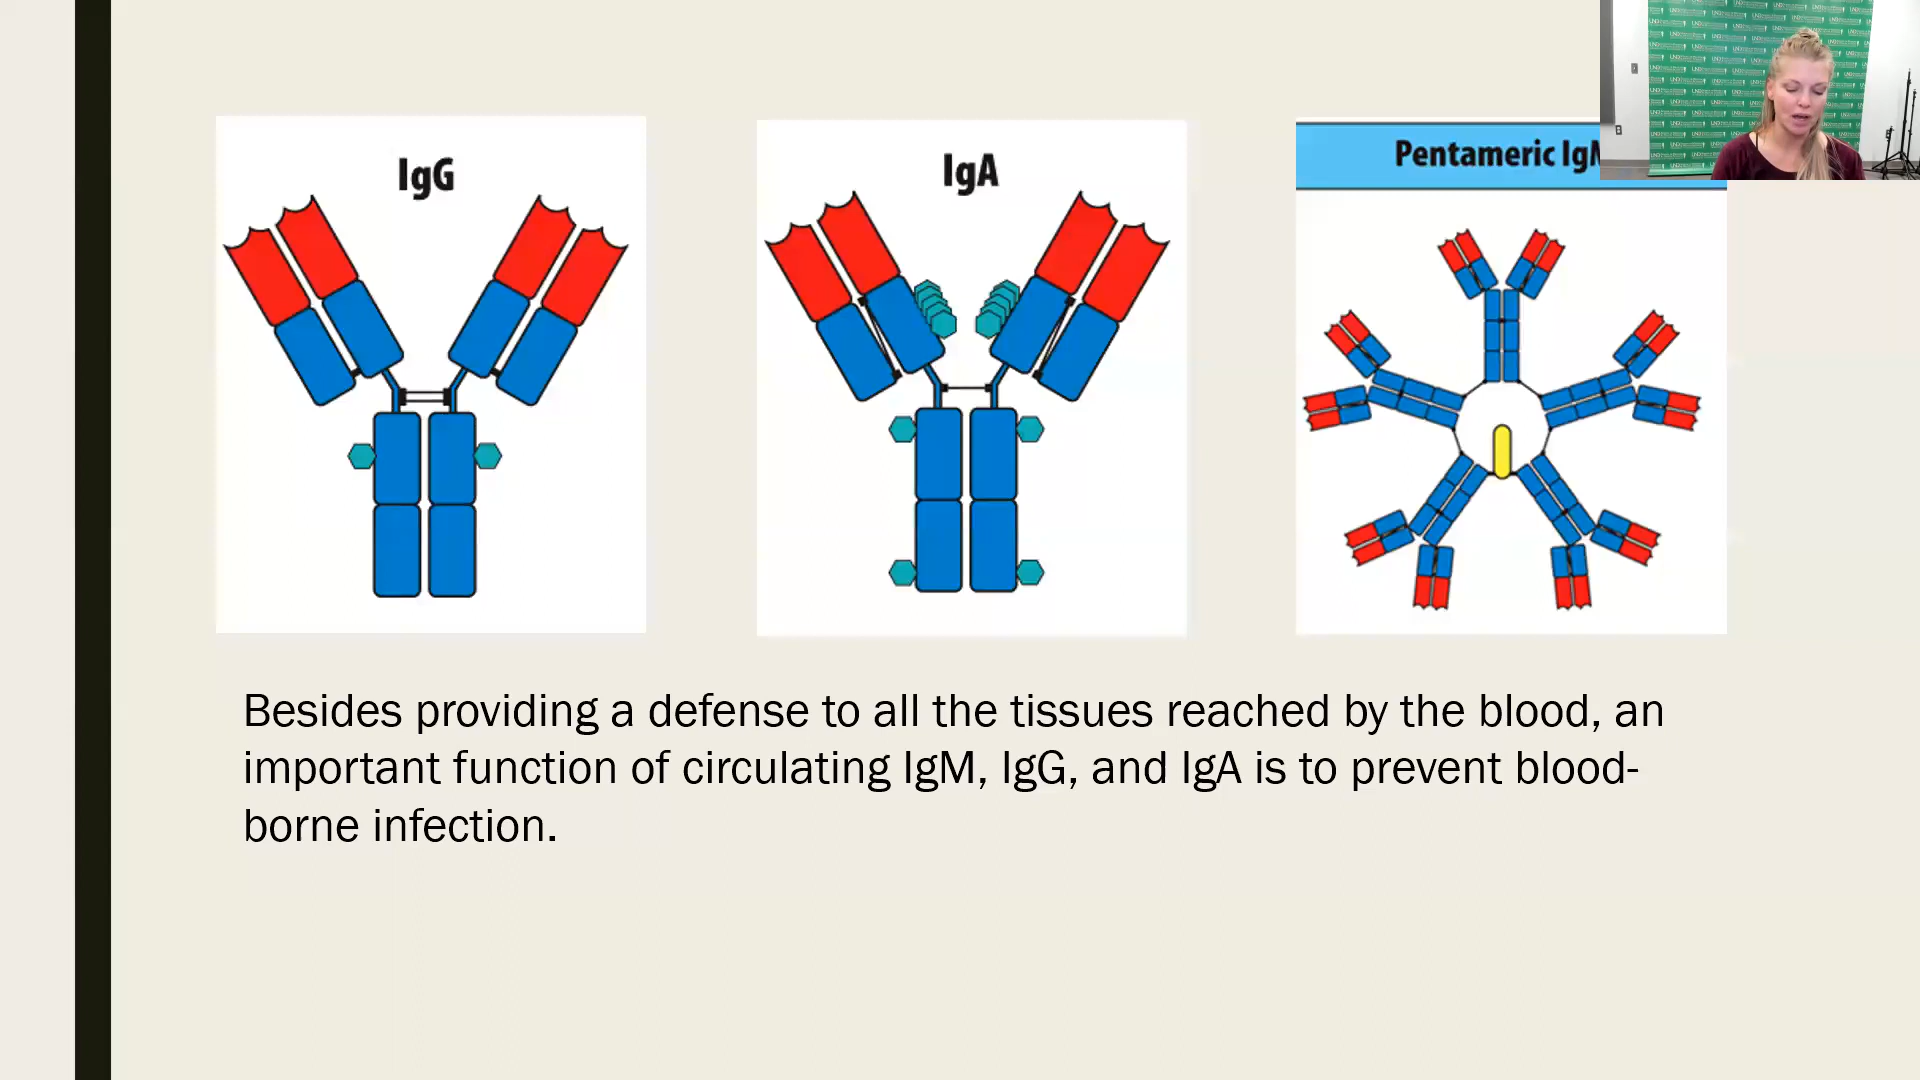 IgG
IgA
Pentameric Ig
Besides providing a defense to all the tissues reached by the blood, an
important function of circulating IgM, IgG, and IgA is to prevent blood-
borne infection.